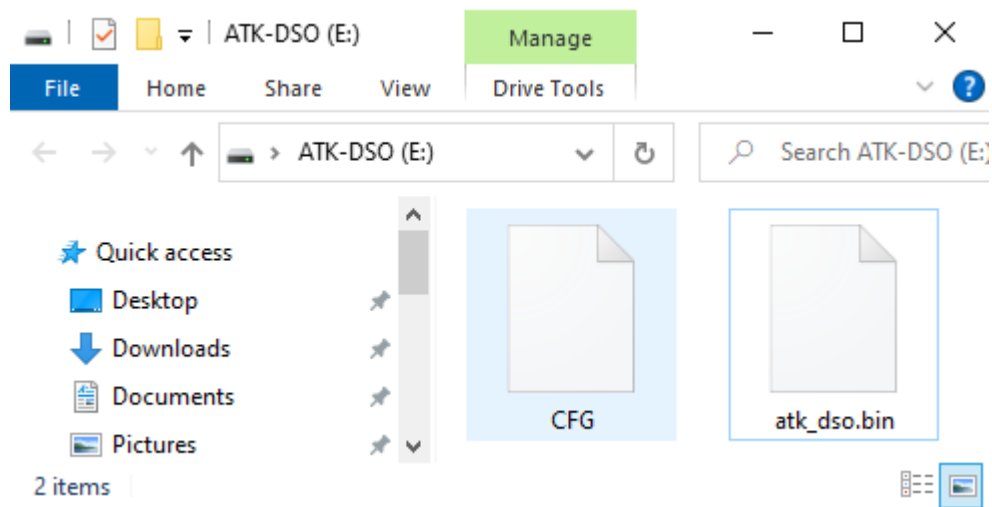 ATK-DSO (E:)
Manage
File
Home
Share
View
Drive Tools
?
ATK-DSO (E:)
Search ATK-DSO (E:)
Quick access
Desktop
Downloads
Documents
Pictures
CFG
atk_dso.bin
2 items